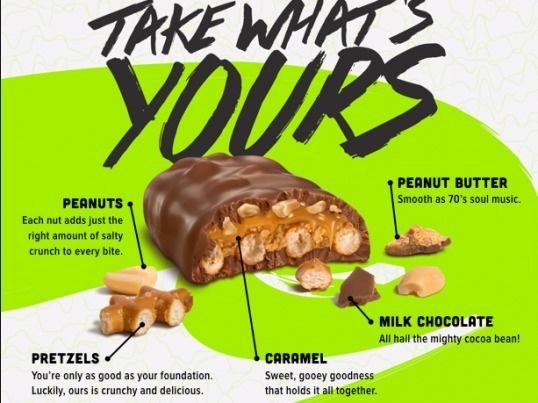 TAKE WHAT'S
YOURS
PEANUTS
Each nut adds just the
right amount of salty
crunch to every bite.
PEANUT BUTTER
Smooth as 70's soul music.
MILK CHOCOLATE
All hail the mighty cocoa bean!
PRETZELS
You're only as good as your foundation.
Luckily, ours is crunchy and delicious.
CARAMEL
Sweet, gooey goodness
that holds it all together.